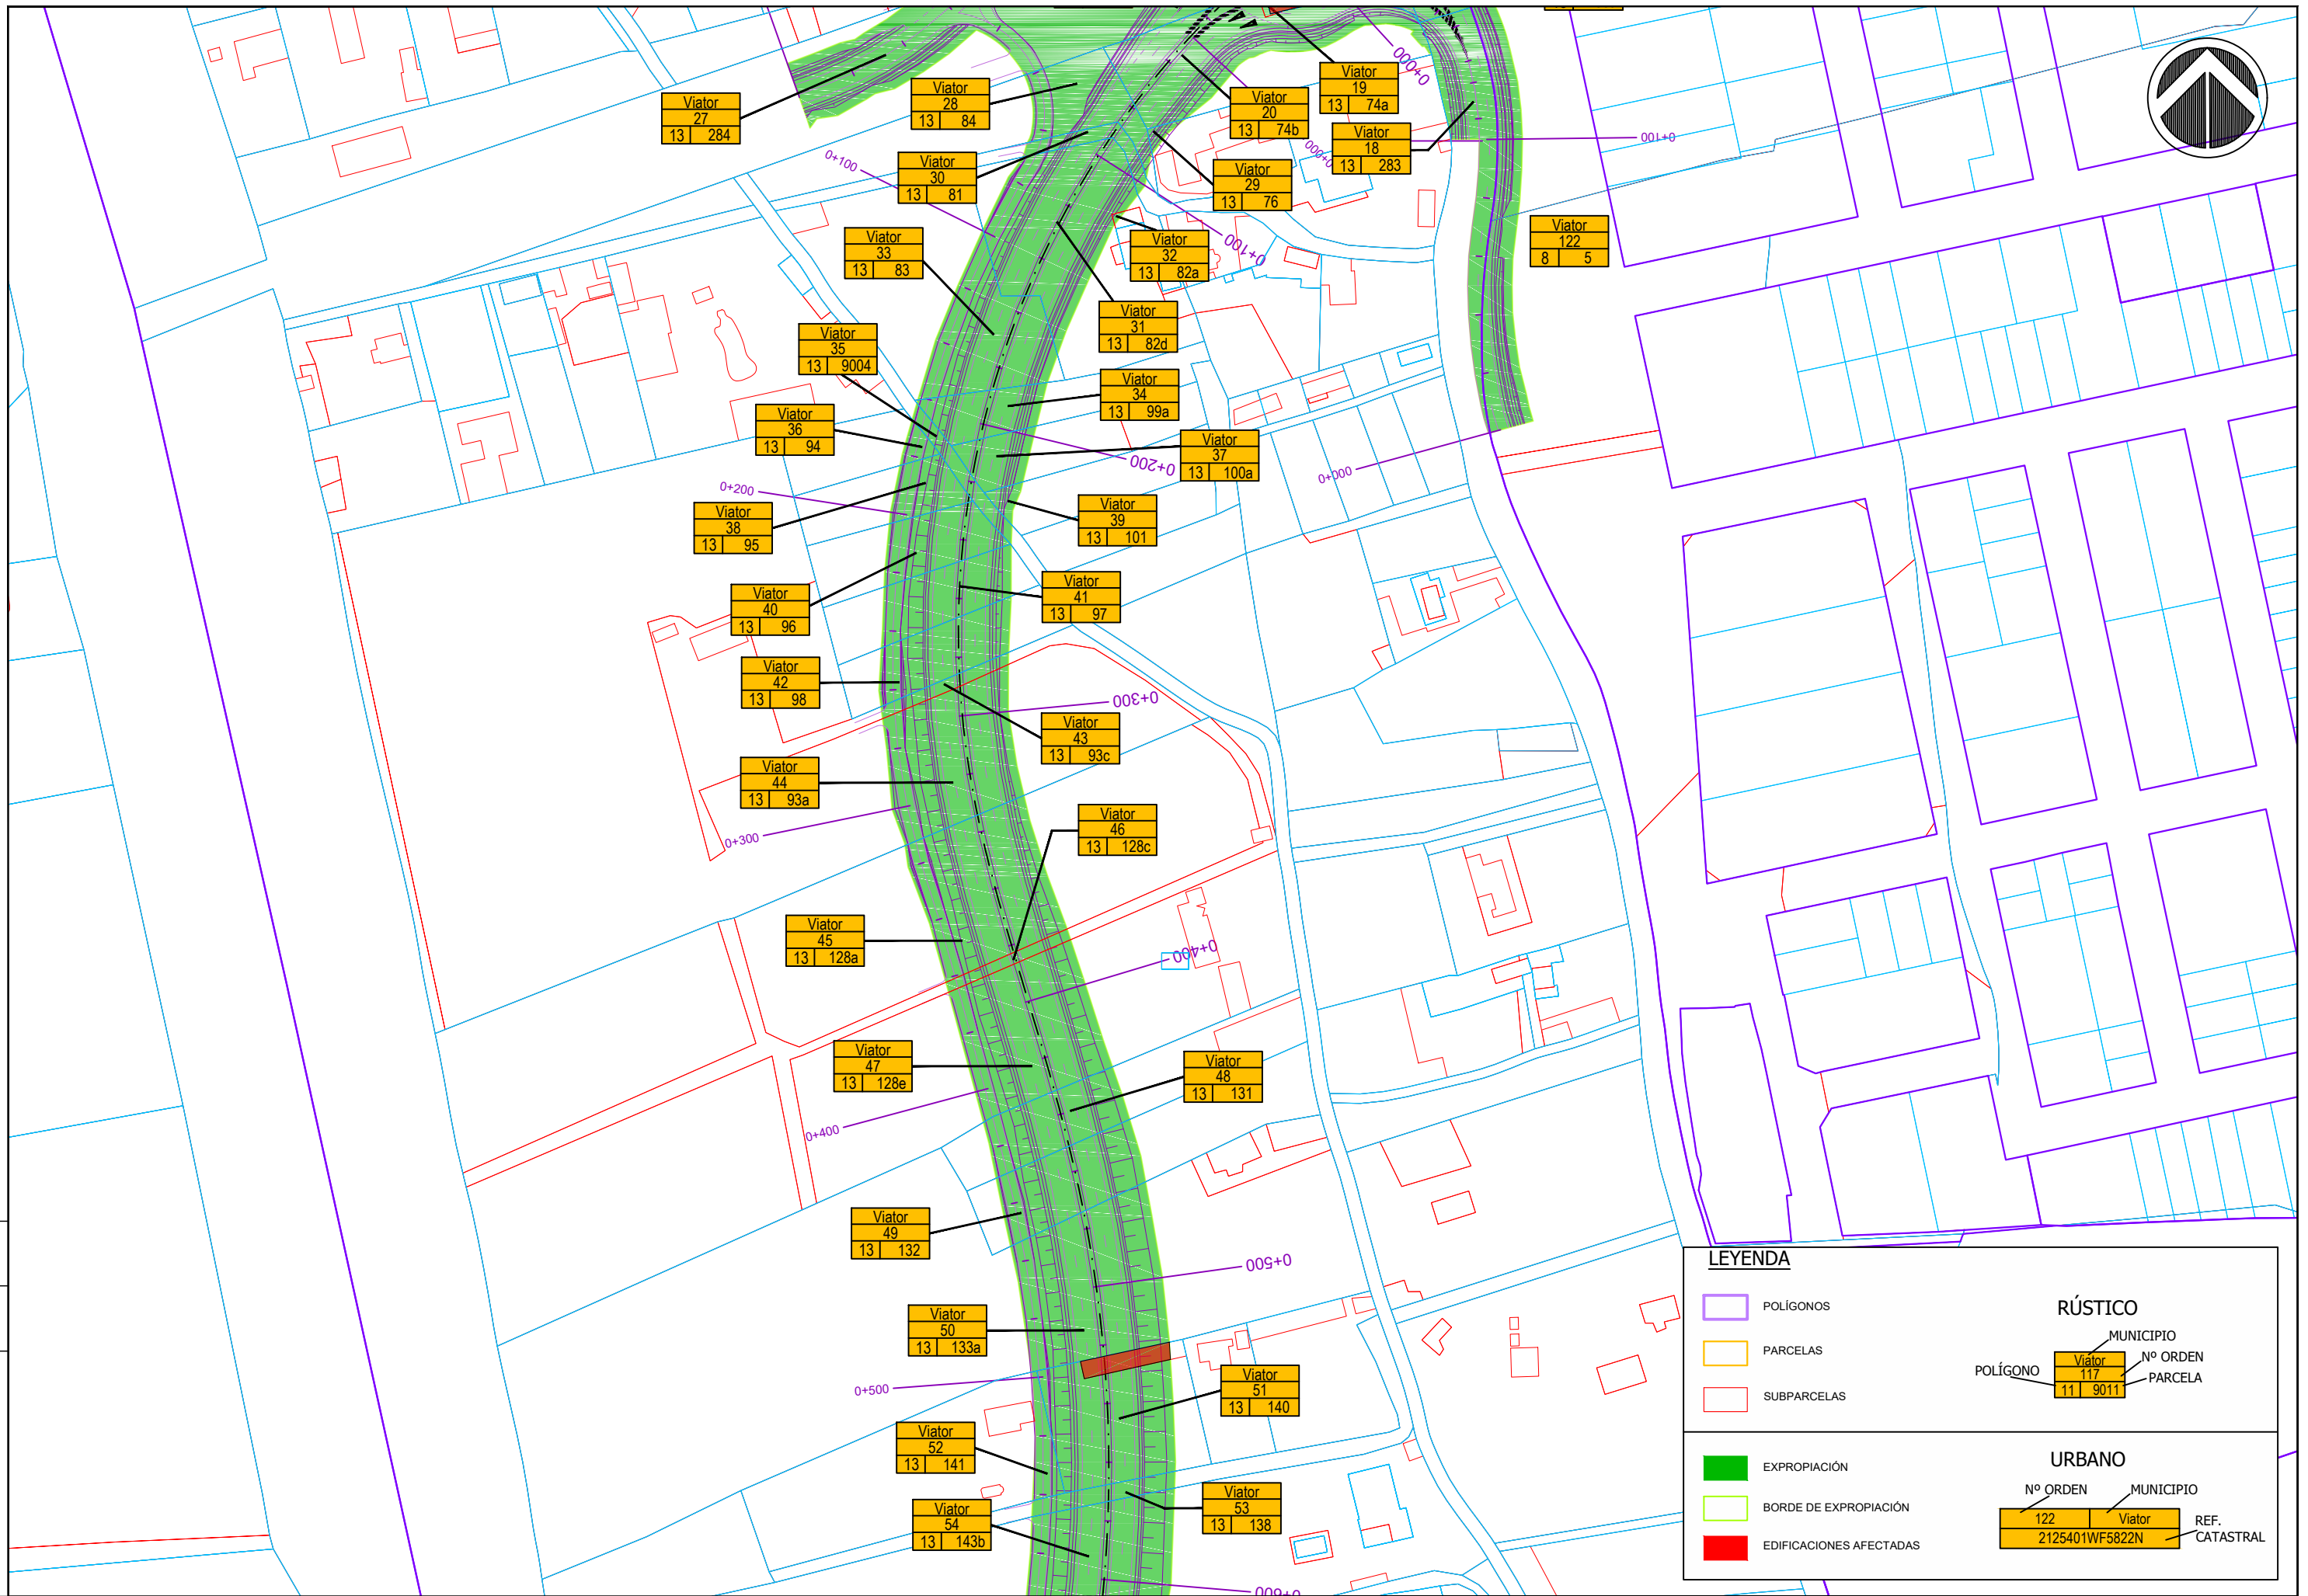 Viator
27
13 284
Viator
28
13 84
Viator
19
13 74a
Viator
20
13 74b
Viator
18
13 283
0+000
0+100
0+000
0+100
Viator
30
13 81
Viator
29
13 76
Viator
33
13 83
Viator
32
13 82a
0+100
Viator
122
8 5
Viator
31
13 82d
Viator
35
13 9004
Viator
34
13 99a
Viator
36
13 94
Viator
37
13 100a
0+200
0+000
0+200
Viator
38
13 95
Viator
39
13 101
Viator
40
13 96
Viator
41
13 97
Viator
42
13 98
0+300
Viator
43
13 93c
Viator
44
13 93a
0+300
Viator
46
13 128c
Viator
45
13 128a
0+400
Viator
47
13 128e
Viator
48
13 131
0+400
Viator
49
13 132
0+500
Viator
50
13 133a
0+500
Viator
51
13 140
Viator
52
13 141
Viator
53
13 138
Viator
54
13 143b
0+600
LEYENDA
POLÍGONOS
PARCELAS
SUBPARCELAS
RÚSTICO
MUNICIPIO
Nº ORDEN
POLÍGONO
PARCELA
Viator
117
11 9011
EXPROPIACIÓN
BORDE DE EXPROPIACIÓN
EDIFICACIONES AFECTADAS
URBANO
Nº ORDEN
MUNICIPIO
122 Viator
2125401WF5822N
REF.
CATASTRAL